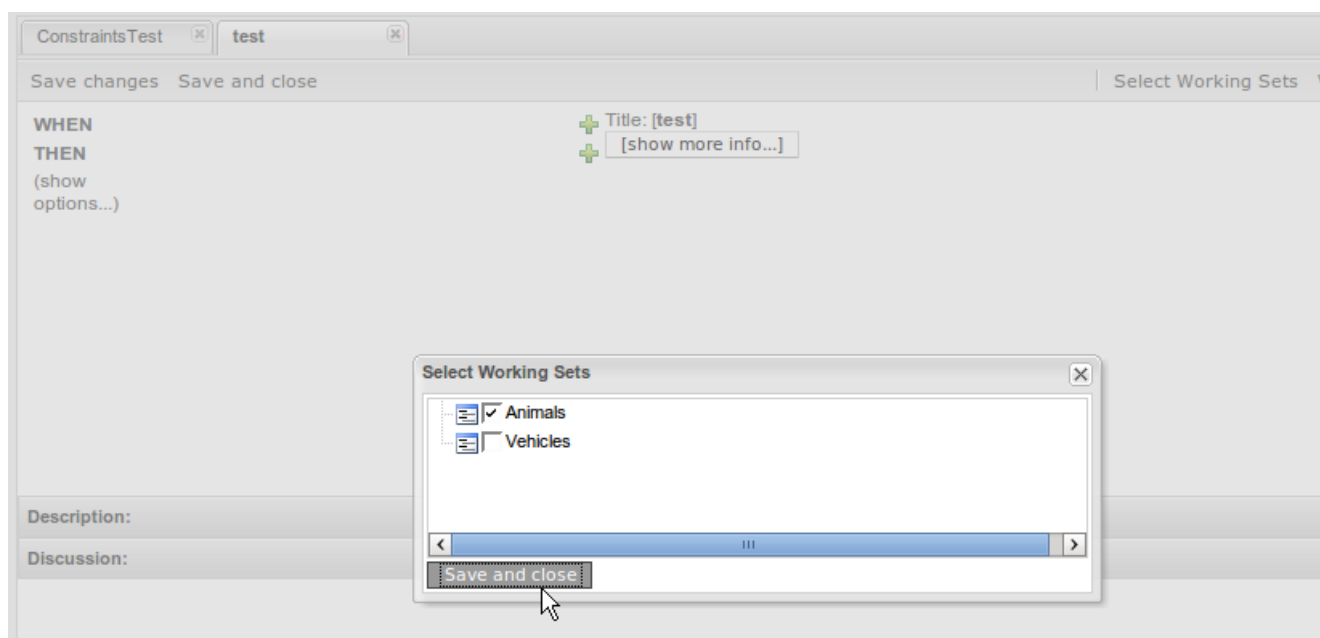 ConstraintsTest test
Save changes Save and close Select Working Sets
WHEN Title: [test]
THEN [show more info...]
(show
options...)
Select Working Sets
Animals
Vehicles
Save and close
Description:
Discussion: